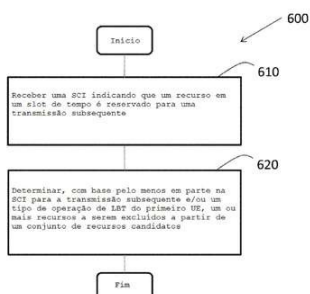 Início
600
610
Receber uma SCI indicando que um recurso em
um slot de tempo é reservado para uma
transmissão subsequente
620
Determinar, com base pelo menos em parte na
SCI para a transmissão subsequente e/ou um
tipo de operação de LBT do primeiro UE, um ou
mais recursos a serem excluídos a partir de
um conjunto de recursos candidatos
Fim